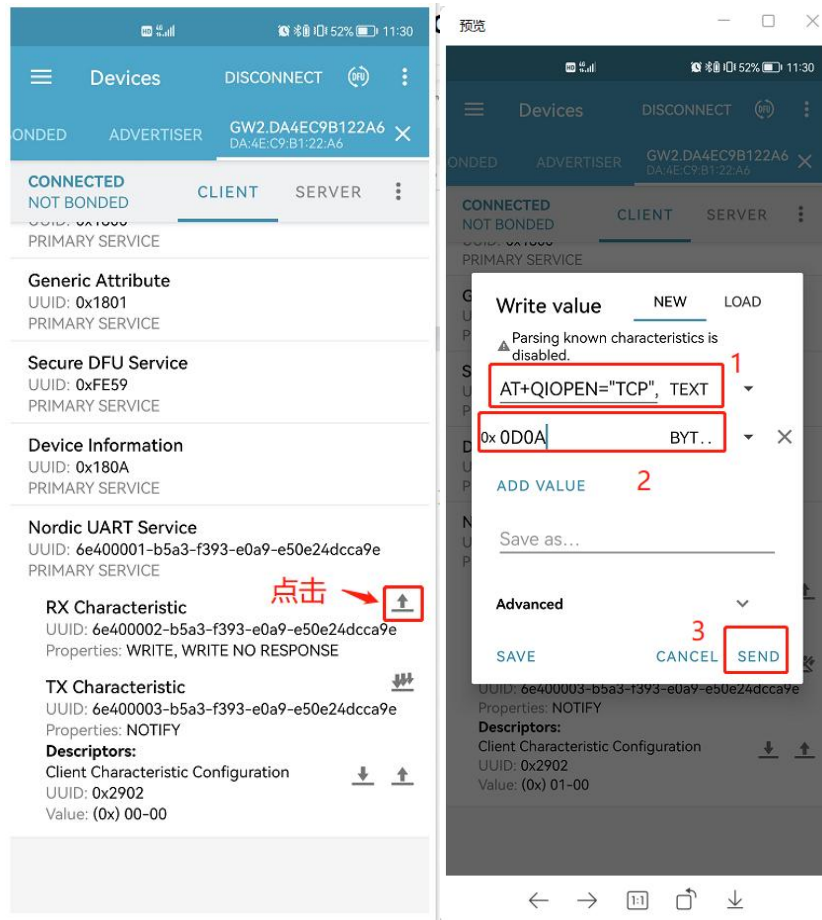 52% 11:30
Devices DISCONNECT DFU
BONDED ADVERTISER GW2.DA4EC9B122A6
DA:4E:C9:B1:22:A6
CONNECTED
NOT BONDED
CLIENT SERVER
PRIMARY SERVICE
Generic Attribute
UUID: 0x1801
PRIMARY SERVICE
Secure DFU Service
UUID: 0xFE59
PRIMARY SERVICE
Device Information
UUID: 0x180A
PRIMARY SERVICE
Nordic UART Service
UUID: 6e400001-b5a3-f393-e0a9-e50e24dcca9e
PRIMARY SERVICE
点击
RX Characteristic
UUID: 6e400002-b5a3-f393-e0a9-e50e24dcca9e
Properties: WRITE, WRITE NO RESPONSE
TX Characteristic
UUID: 6e400003-b5a3-f393-e0a9-e50e24dcca9e
Properties: NOTIFY
Descriptors:
Client Characteristic Configuration
UUID: 0x2902
Value: (0x) 00-00
预览
52% 11:30
Devices DISCONNECT DFU
ONDED ADVERTISER GW2.DA4EC9B122A6
DA:4E:C9:B1:22:A6
CONNECTED
NOT BONDED
CLIENT SERVER
PRIMARY SERVICE
Write value NEW LOAD
Parsing known characteristics is
disabled.
1
AT+QIOPEN="TCP", TEXT
0x 0D0A BYT..
ADD VALUE
2
Save as...
Advanced
3
SAVE CANCEL SEND
UUID: 6e400003-b5a3-f393-e0a9-e50e24dcca9e
Properties: NOTIFY
Descriptors:
Client Characteristic Configuration
UUID: 0x2902
Value: (0x) 01-00
1:1